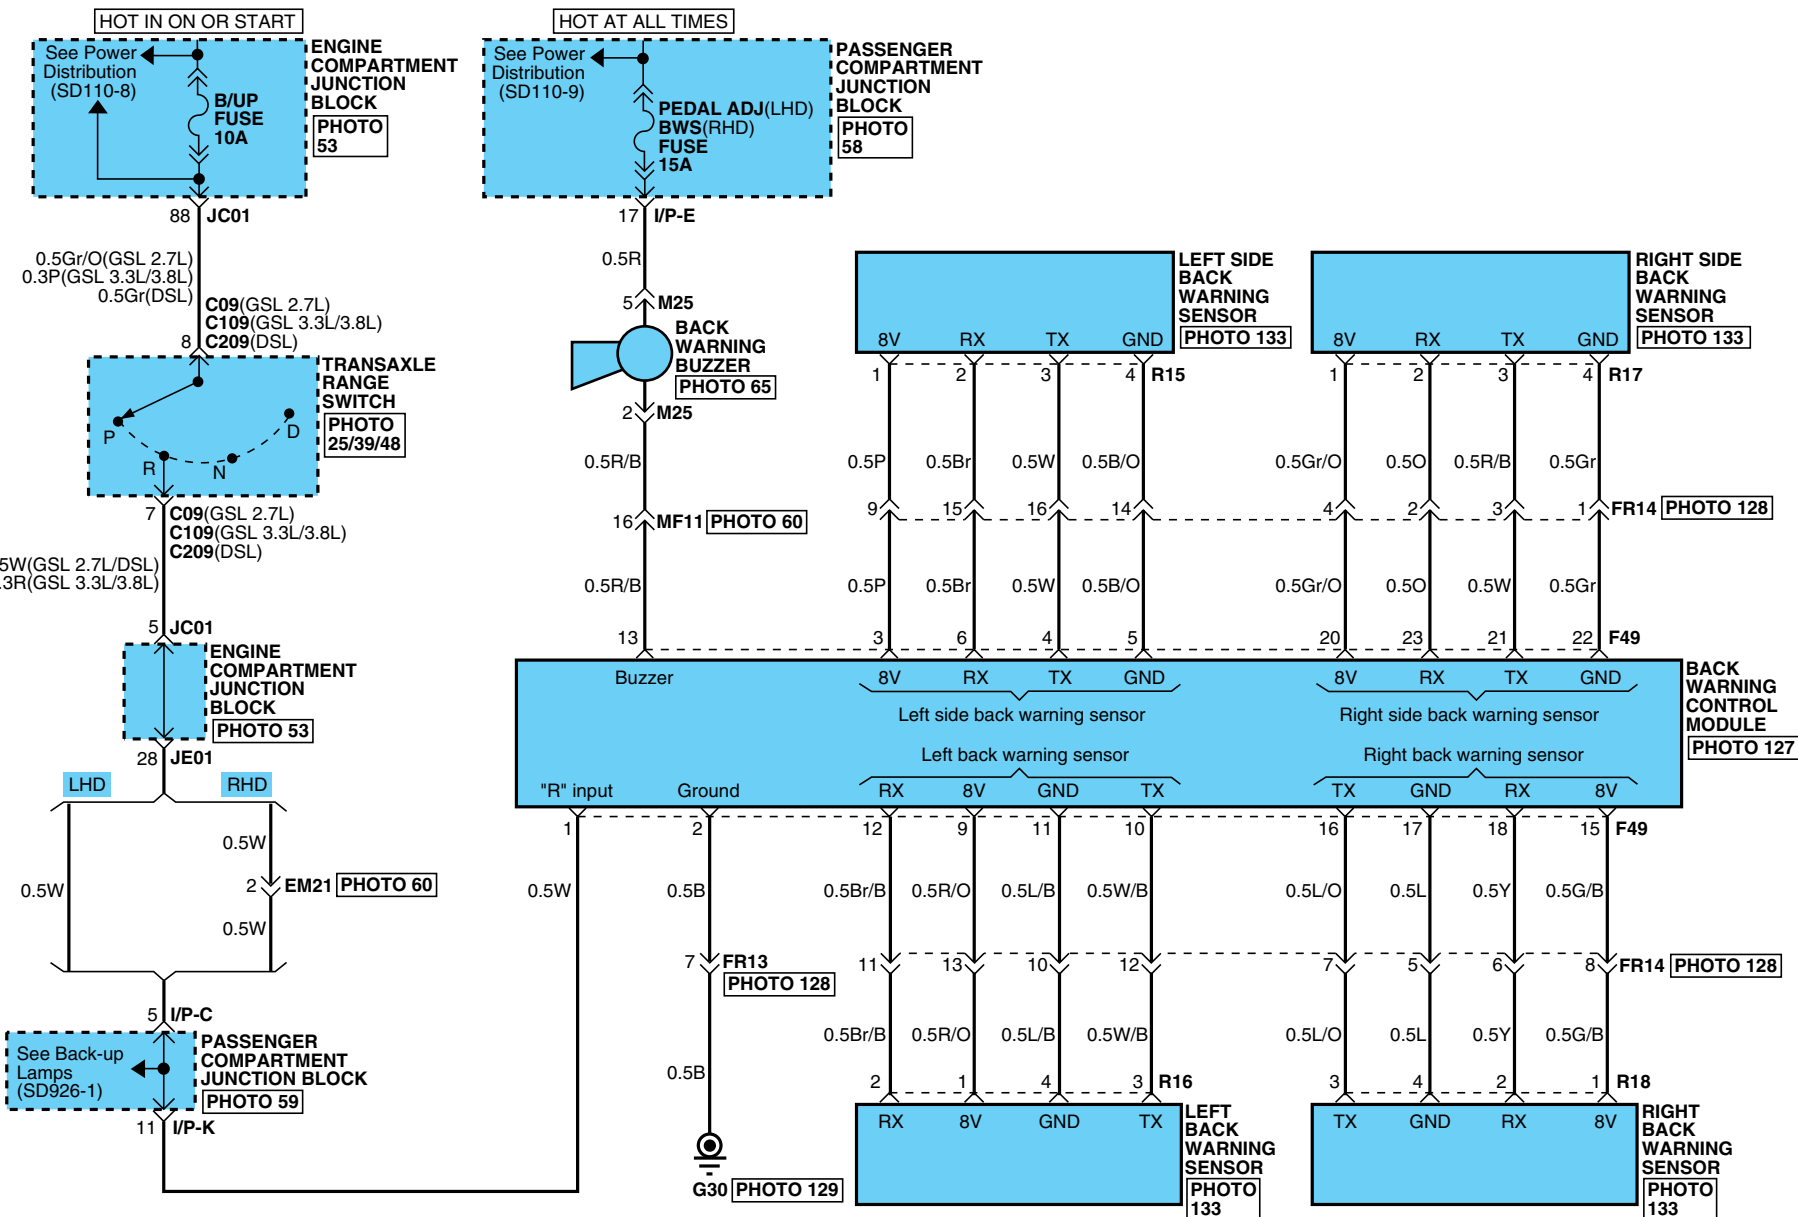 HOT IN ON OR START
See Power
Distribution
(SD110-8)
B/UP
FUSE
10A
ENGINE
COMPARTMENT
JUNCTION
BLOCK
PHOTO
53
88 JC01
0.5Gr/O(GSL 2.7L)
0.3P(GSL 3.3L/3.8L)
0.5Gr(DSL)
C09(GSL 2.7L)
C109(GSL 3.3L/3.8L)
8 C209(DSL)
TRANSAXLE
RANGE
SWITCH
PHOTO
25/39/48
P
R
N
D
7 C09(GSL 2.7L)
C109(GSL 3.3L/3.8L)
C209(DSL)
5W(GSL 2.7L/DSL)
.3R(GSL 3.3L/3.8L)
5 JC01
ENGINE
COMPARTMENT
JUNCTION
BLOCK
PHOTO 53
28 JE01
LHD
RHD
0.5W
0.5W
2 EM21 PHOTO 60
0.5W
5 I/P-C
See Back-up
Lamps
(SD926-1)
PASSENGER
COMPARTMENT
JUNCTION BLOCK
PHOTO 59
11 I/P-K
HOT AT ALL TIMES
See Power
Distribution
(SD110-9)
PEDAL ADJ(LHD)
BWS(RHD)
FUSE
15A
PASSENGER
COMPARTMENT
JUNCTION
BLOCK
PHOTO
58
17 I/P-E
0.5R
5 M25
BACK
WARNING
BUZZER
PHOTO 65
2 M25
0.5R/B
16 MF11 PHOTO 60
0.5R/B
13
LEFT SIDE
BACK
WARNING
SENSOR
PHOTO 133
8V RX TX GND
1 2 3 4 R15
0.5P 0.5Br 0.5W 0.5B/O
9 15 16 14
0.5P 0.5Br 0.5W 0.5B/O
3 6 4 5
RIGHT SIDE
BACK
WARNING
SENSOR
PHOTO 133
8V RX TX GND
1 2 3 4 R17
0.5Gr/O 0.5O 0.5R/B 0.5Gr
4 2 3 1 FR14 PHOTO 128
0.5Gr/O 0.5O 0.5W 0.5Gr
20 23 21 22 F49
Buzzer
8V RX TX GND
Left side back warning sensor
8V RX TX GND
Right side back warning sensor
BACK
WARNING
CONTROL
MODULE
PHOTO 127
Left back warning sensor
Right back warning sensor
"R" input Ground RX 8V GND TX TX GND RX 8V
1 2 12 9 11 10 16 17 18 15 F49
0.5W 0.5B 0.5Br/B 0.5R/O 0.5L/B 0.5W/B 0.5L/O 0.5L 0.5Y 0.5G/B
7 FR13
PHOTO 128
11 13 10 12 7 5 6 8 FR14 PHOTO 128
0.5B
0.5Br/B 0.5R/O 0.5L/B 0.5W/B 0.5L/O 0.5L 0.5Y 0.5G/B
2 1 4 3 R16
3 4 2 1 R18
RX 8V GND TX
LEFT
BACK
WARNING
SENSOR
PHOTO
133
TX GND RX 8V
RIGHT
BACK
WARNING
SENSOR
PHOTO
133
G30 PHOTO 129